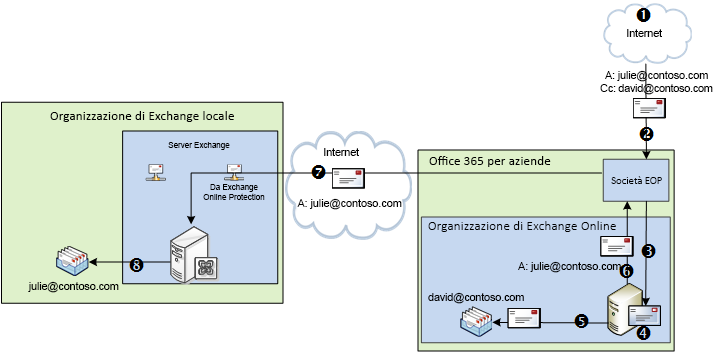 1
Internet
A: julie@contoso.com
Cc: david@contoso.com
2
Organizzazione di Exchange locale
Server Exchange
Da Exchange
Online Protection
8
julie@contoso.com
Internet
7
A: julie@contoso.com
Office 365 per aziende
Società EOP
Organizzazione di Exchange Online
3
A: julie@contoso.com
6
david@contoso.com
5
4